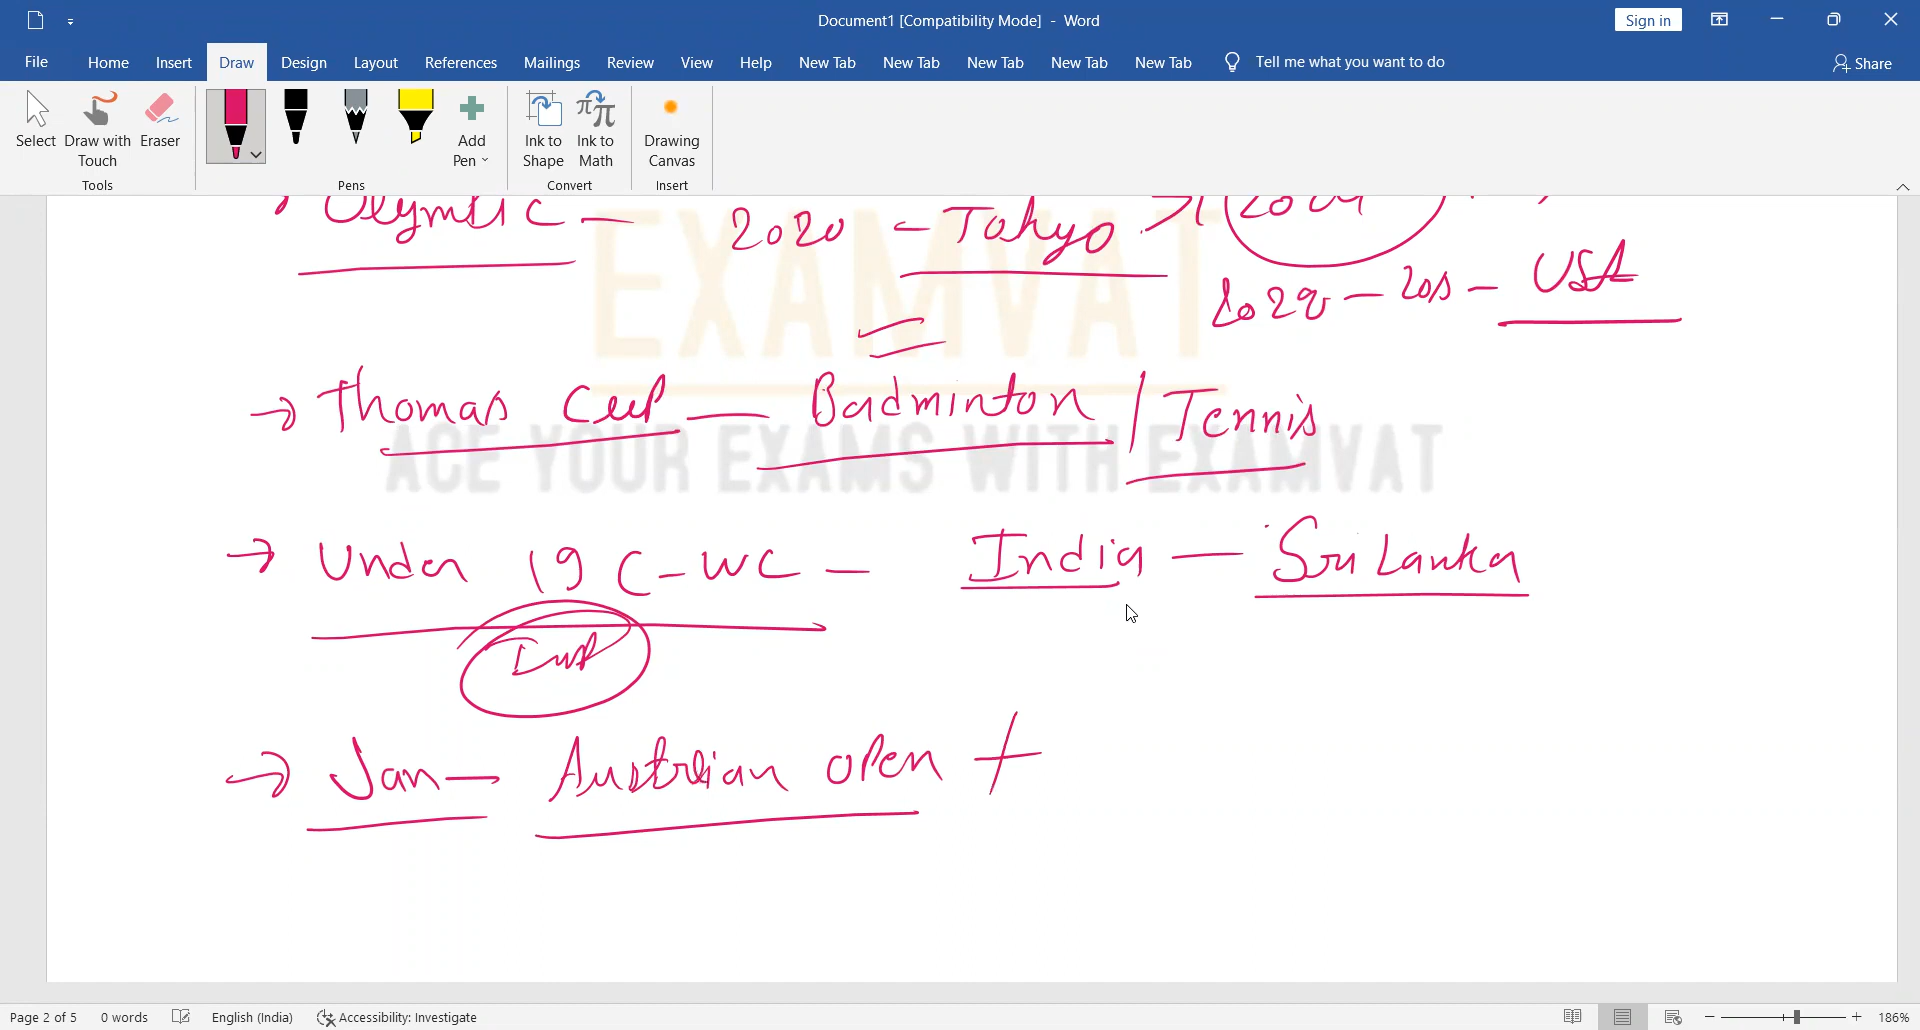 Document1 [Compatibility Mode] - Word
Sign in
File Home Insert Draw Design Layout References Mailings Review View Help New Tab New Tab New Tab New Tab New Tab Tell me what you want to do Share
Select Draw with Touch Eraser Add Pen Ink to Shape Ink to Math Drawing Canvas
Tools Pens Convert Insert
EXAMVAT
ACE YOUR EXAMS WITH EXAMVAT
2020 - Tokyo
2028 - - USA
→ Thomas Cup - Badminton / Tennis
→ Under 19 C-WC - India - Sri Lanka
Imp
→ Jan - Austrlian open +
Page 2 of 5 0 words English (India) Accessibility: Investigate 186%